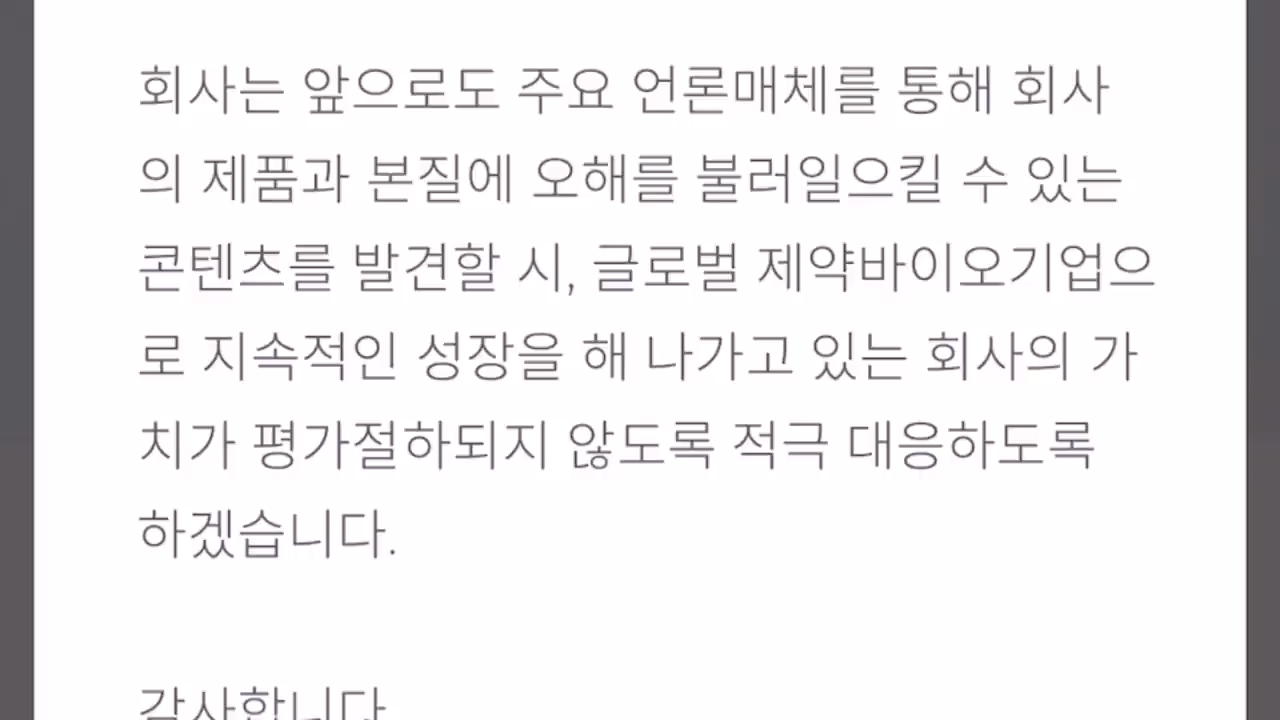 회사는 앞으로도 주요 언론매체를 통해 회사
의 제품과 본질에 오해를 불러일으킬 수 있는
콘텐츠를 발견할 시, 글로벌 제약바이오기업으
로 지속적인 성장을 해 나가고 있는 회사의 가
치가 평가절하되지 않도록 적극 대응하도록
하겠습니다.
감사합니다